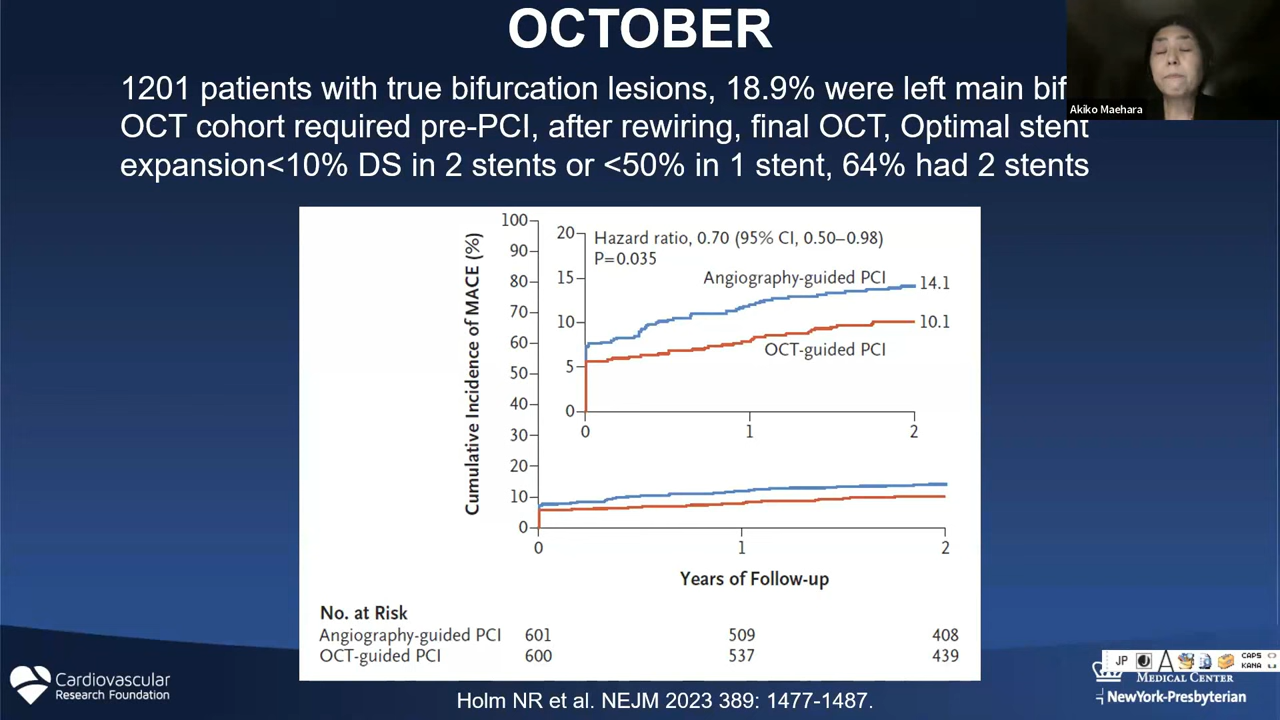 OCTOBER
1201 patients with true bifurcation lesions, 18.9% were left main bif
OCT cohort required pre-PCI, after rewiring, final OCT, Optimal stent
expansion<10% DS in 2 stents or <50% in 1 stent, 64% had 2 stents
Akiko Maehara
Cumulative Incidence of MACE (%)
100
90
80
70
60
50
40
30
20
10
0
20
15
10
5
0
Hazard ratio, 0.70 (95% CI, 0.50–0.98)
P=0.035
Angiography-guided PCI
14.1
10.1
OCT-guided PCI
0 1 2
0 1 2
Years of Follow-up
No. at Risk
Angiography-guided PCI 601 509 408
OCT-guided PCI 600 537 439
Cardiovascular
Research Foundation
Holm NR et al. NEJM 2023 389: 1477-1487.
JP A CAPS
KANA
MEDICAL CENTER
NewYork-Presbyterian